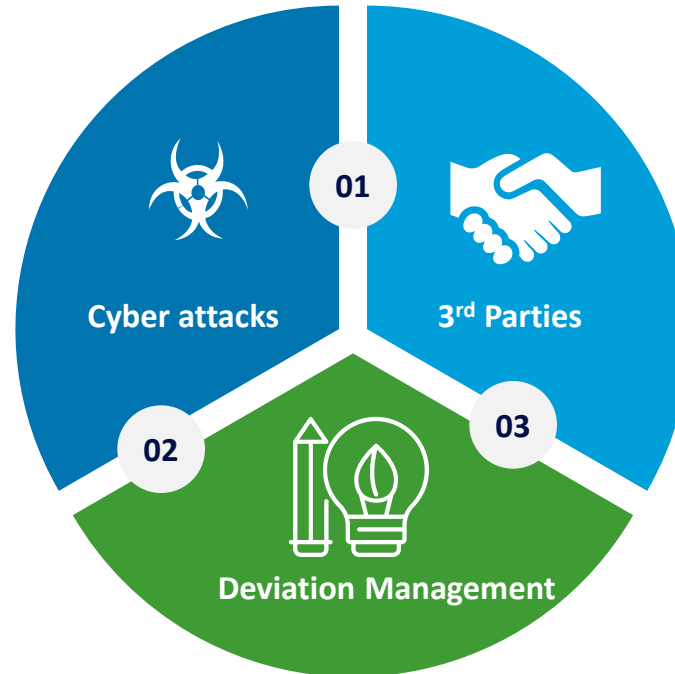 01
Cyber attacks
3rd Parties
02
03
Deviation Management